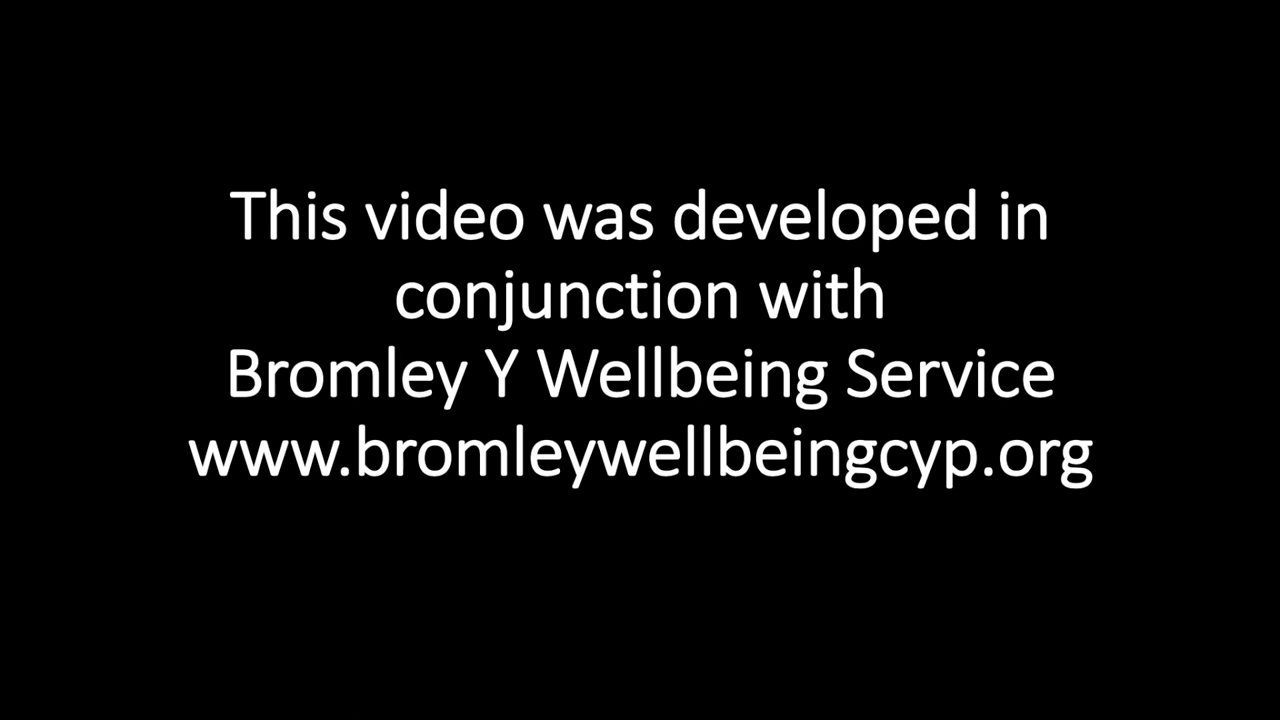 This video was developed in
conjunction with
Bromley Y Wellbeing Service
www.bromleywellbeingcyp.org